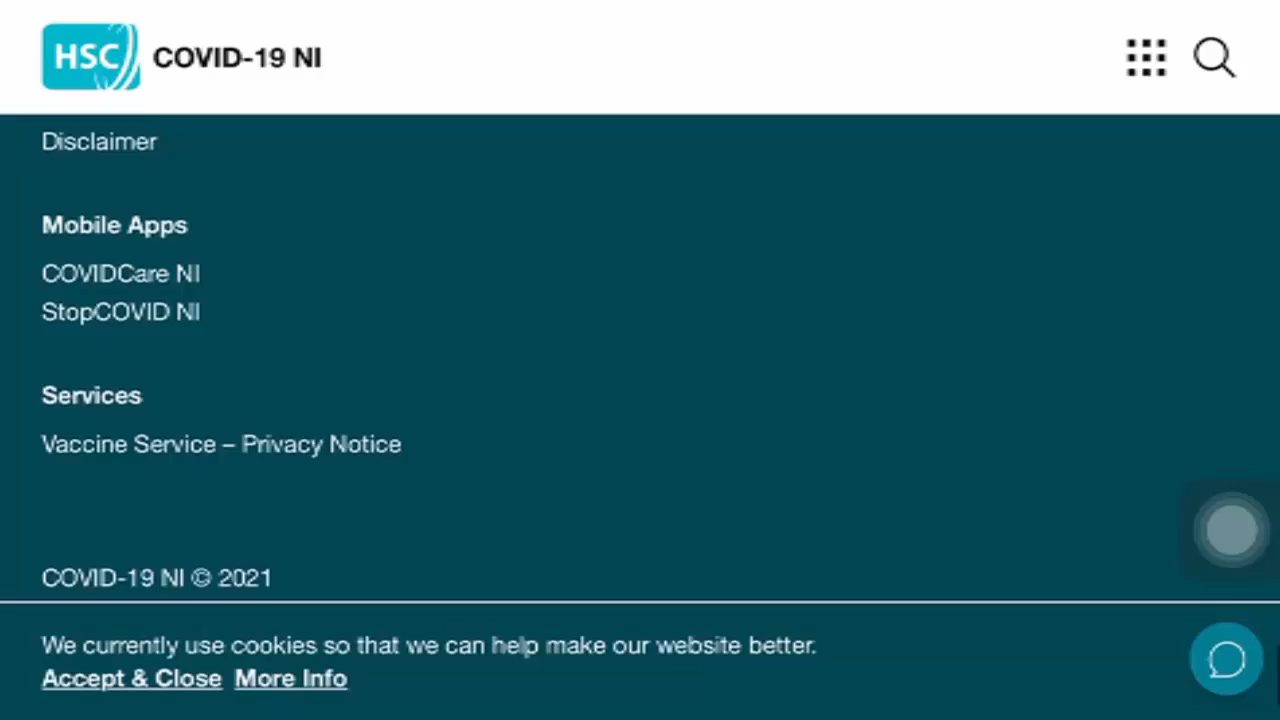 HSC COVID-19 NI
Disclaimer
Mobile Apps
COVIDCare NI
StopCOVID NI
Services
Vaccine Service – Privacy Notice
COVID-19 NI © 2021
We currently use cookies so that we can help make our website better.
Accept & Close More Info